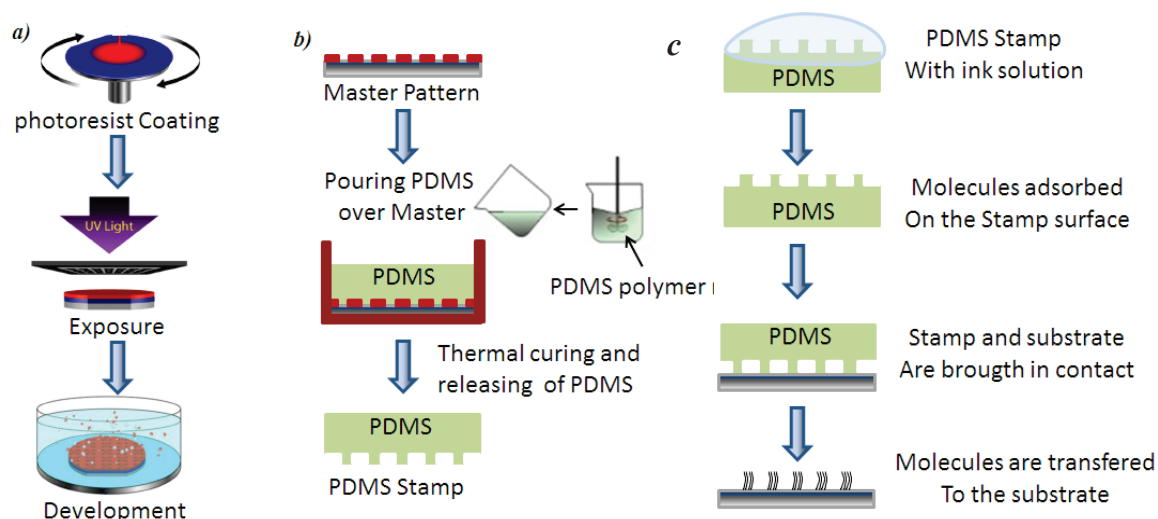 a)
photoresist Coating
UV Light
Exposure
Development
b)
Master Pattern
Pouring PDMS
over Master
PDMS polymer
PDMS
Thermal curing and
releasing of PDMS
PDMS
PDMS Stamp
c
PDMS
PDMS Stamp
With ink solution
PDMS
Molecules adsorbed
On the Stamp surface
PDMS
Stamp and substrate
Are brougth in contact
Molecules are transfered
To the substrate